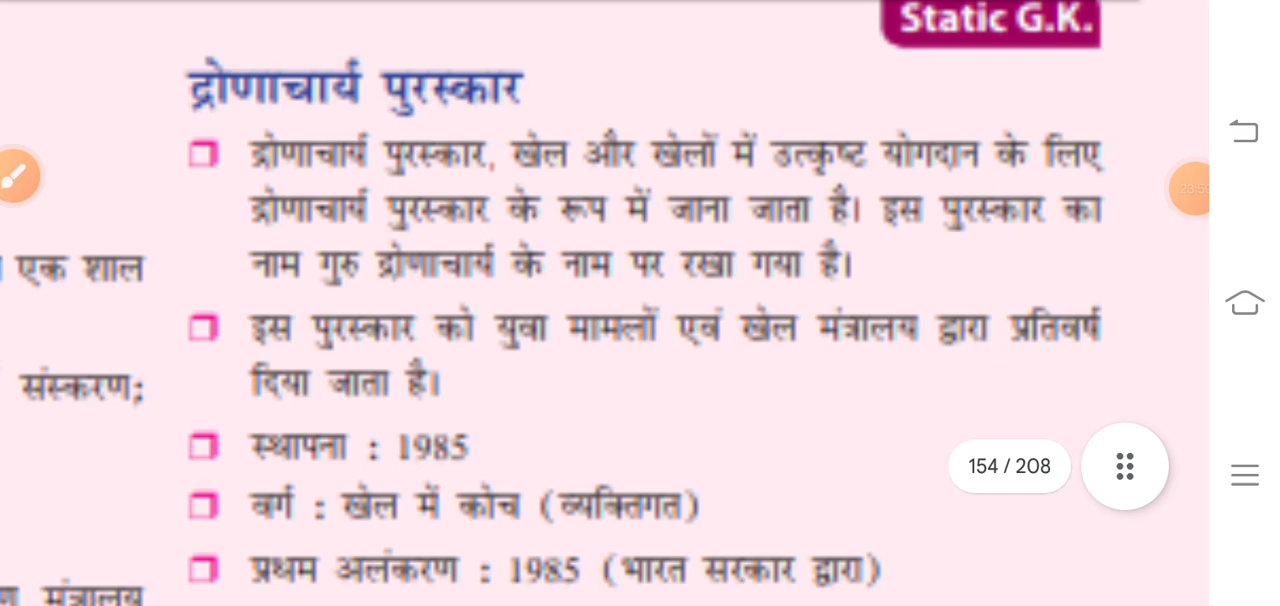 Static G.K.
द्रोणाचार्य पुरस्कार
द्रोणाचार्य पुरस्कार, खेल और खेलों में उत्कृष्ट योगदान के लिए
द्रोणाचार्य पुरस्कार के रूप में जाना जाता है। इस पुरस्कार का
एक शाल
नाम गुरु द्रोणाचार्य के नाम पर रखा गया है।
इस पुरस्कार को युवा मामलों एवं खेल मंत्रालय द्वारा प्रतिवर्ष
संस्करण;
दिया जाता है।
स्थापना : 1985
154 / 208
वर्ग : खेल में कोच (व्यक्तिगत)
प्रथम अलंकरण : 1985 (भारत सरकार द्वारा)
मंत्रालय